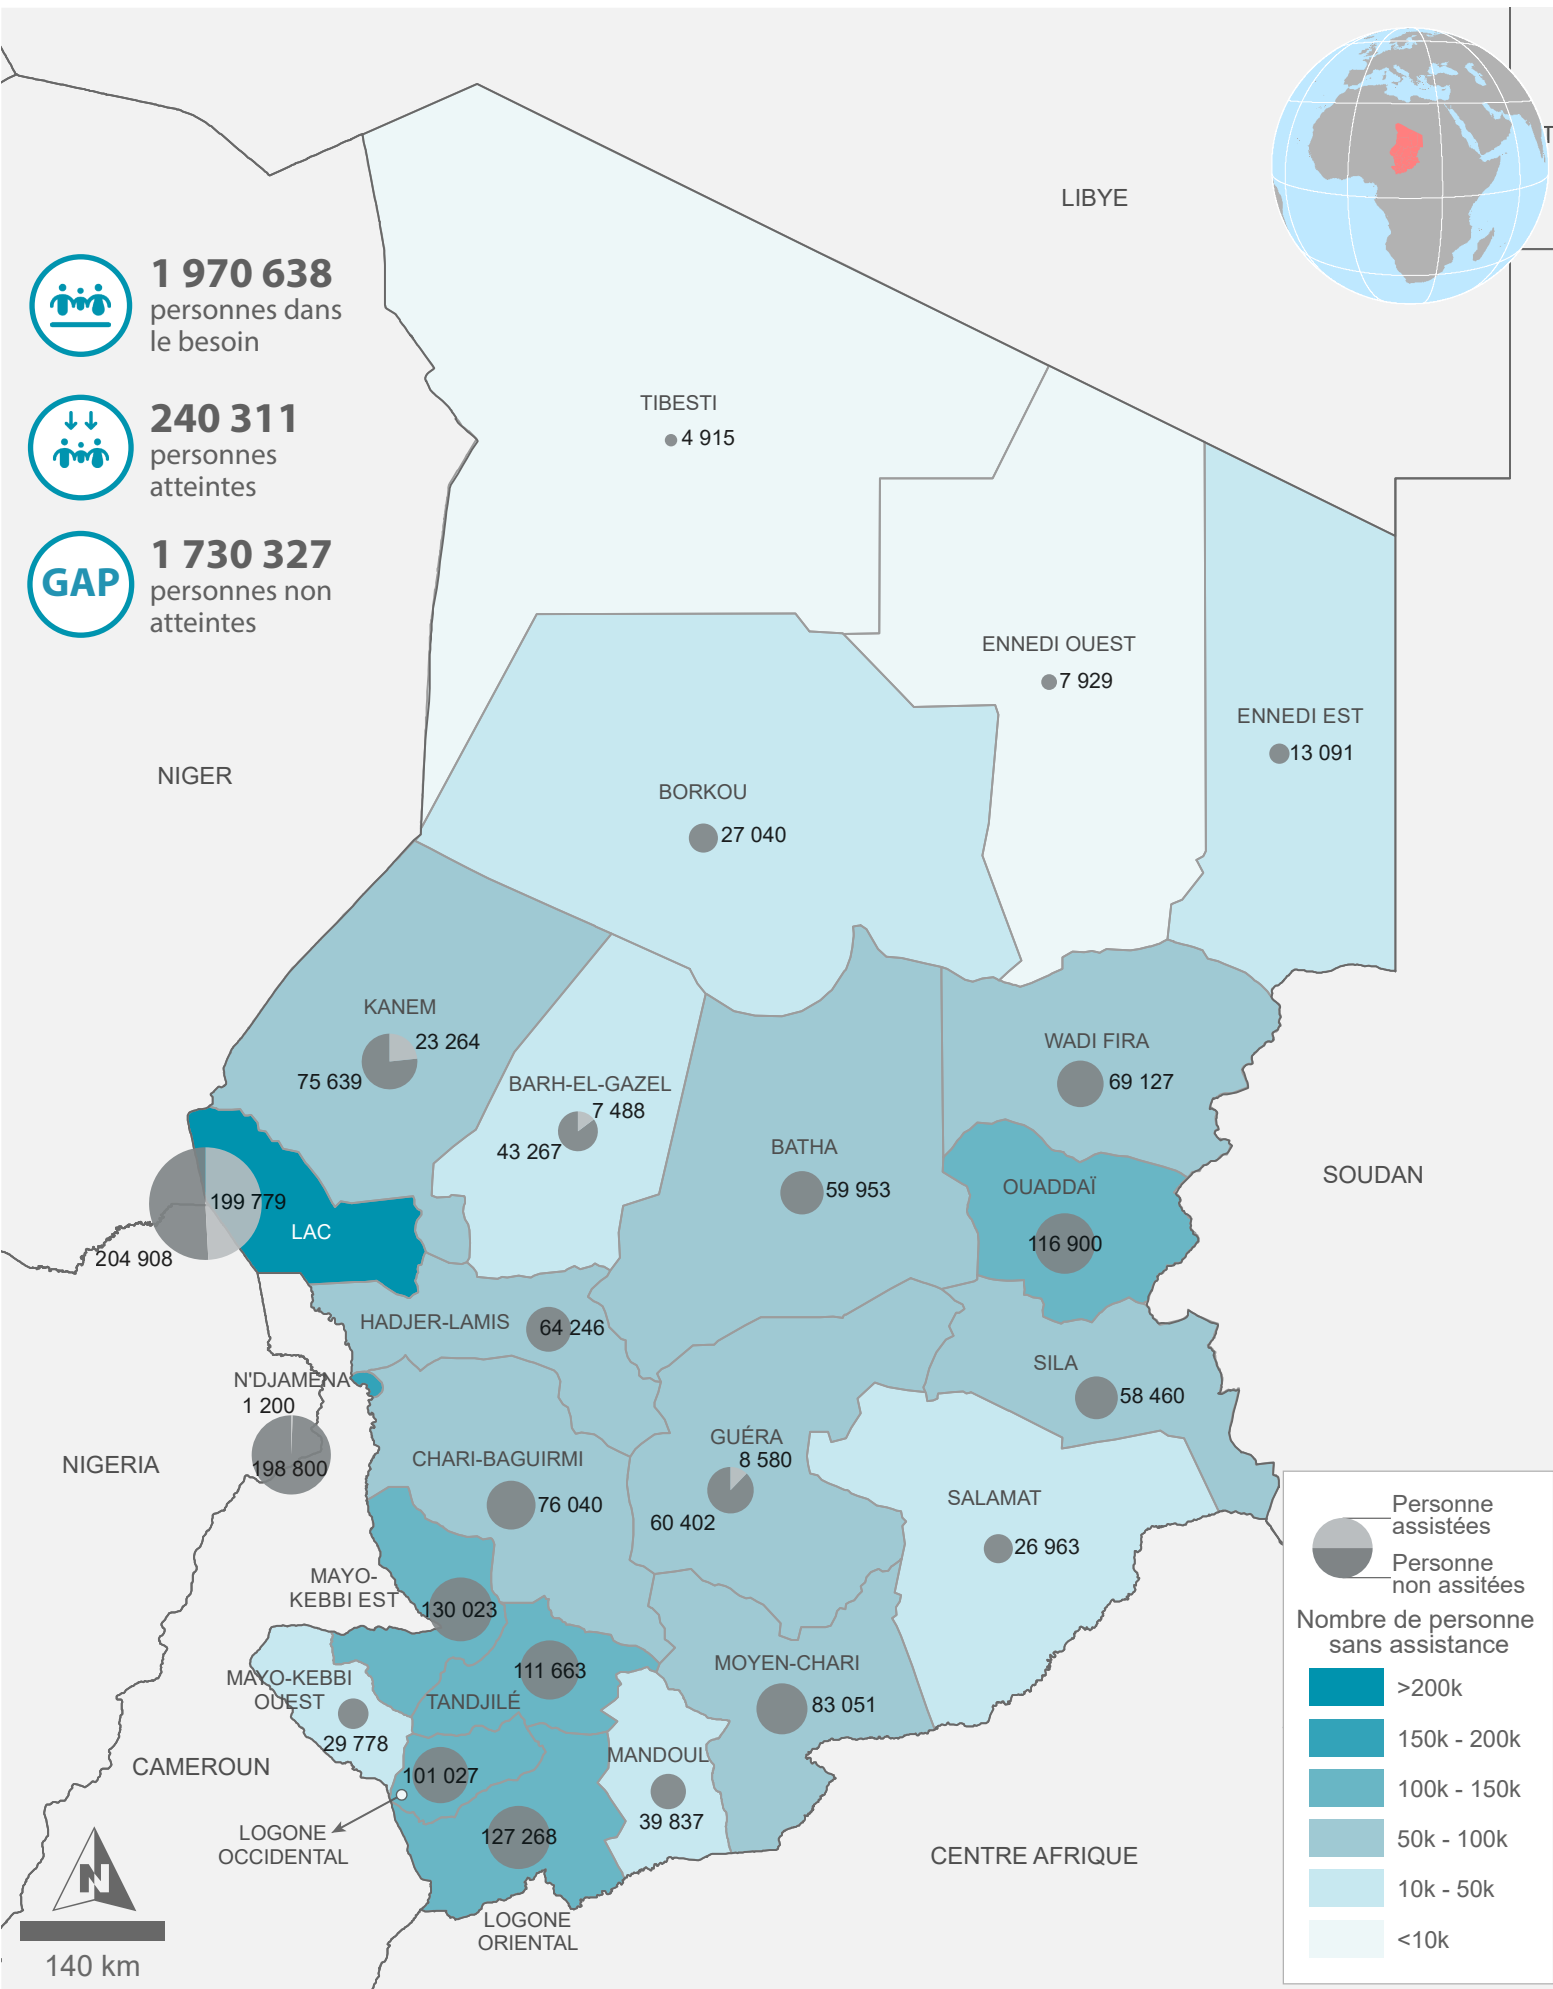 LIBYE
T
1 970 638
personnes dans
le besoin
240 311
personnes
atteintes
GAP
1 730 327
personnes non
atteintes
TIBESTI
4 915
ENNEDI OUEST
7 929
ENNEDI EST
13 091
NIGER
BORKOU
27 040
KANEM
23 264
75 639
BARH-EL-GAZEL
7 488
43 267
WADI FIRA
69 127
BATHA
59 953
OUADDAÏ
116 900
SOUDAN
199 779
LAC
204 908
HADJER-LAMIS
64 246
SILA
58 460
N'DJAMENA
1 200
198 800
NIGERIA
CHARI-BAGUIRMI
76 040
GUÉRA
8 580
60 402
SALAMAT
26 963
MAYO-
KEBBI EST
130 023
MAYO-KEBBI
OUEST
29 778
TANDJILÉ
111 663
MOYEN-CHARI
83 051
MANDOUL
39 837
CAMEROUN
101 027
LOGONE
OCCIDENTAL
127 268
LOGONE
ORIENTAL
CENTRE AFRIQUE
N
140 km
Personne
assistées
Personne
non assitées
Nombre de personne
sans assistance
>200k
150k - 200k
100k - 150k
50k - 100k
10k - 50k
<10k